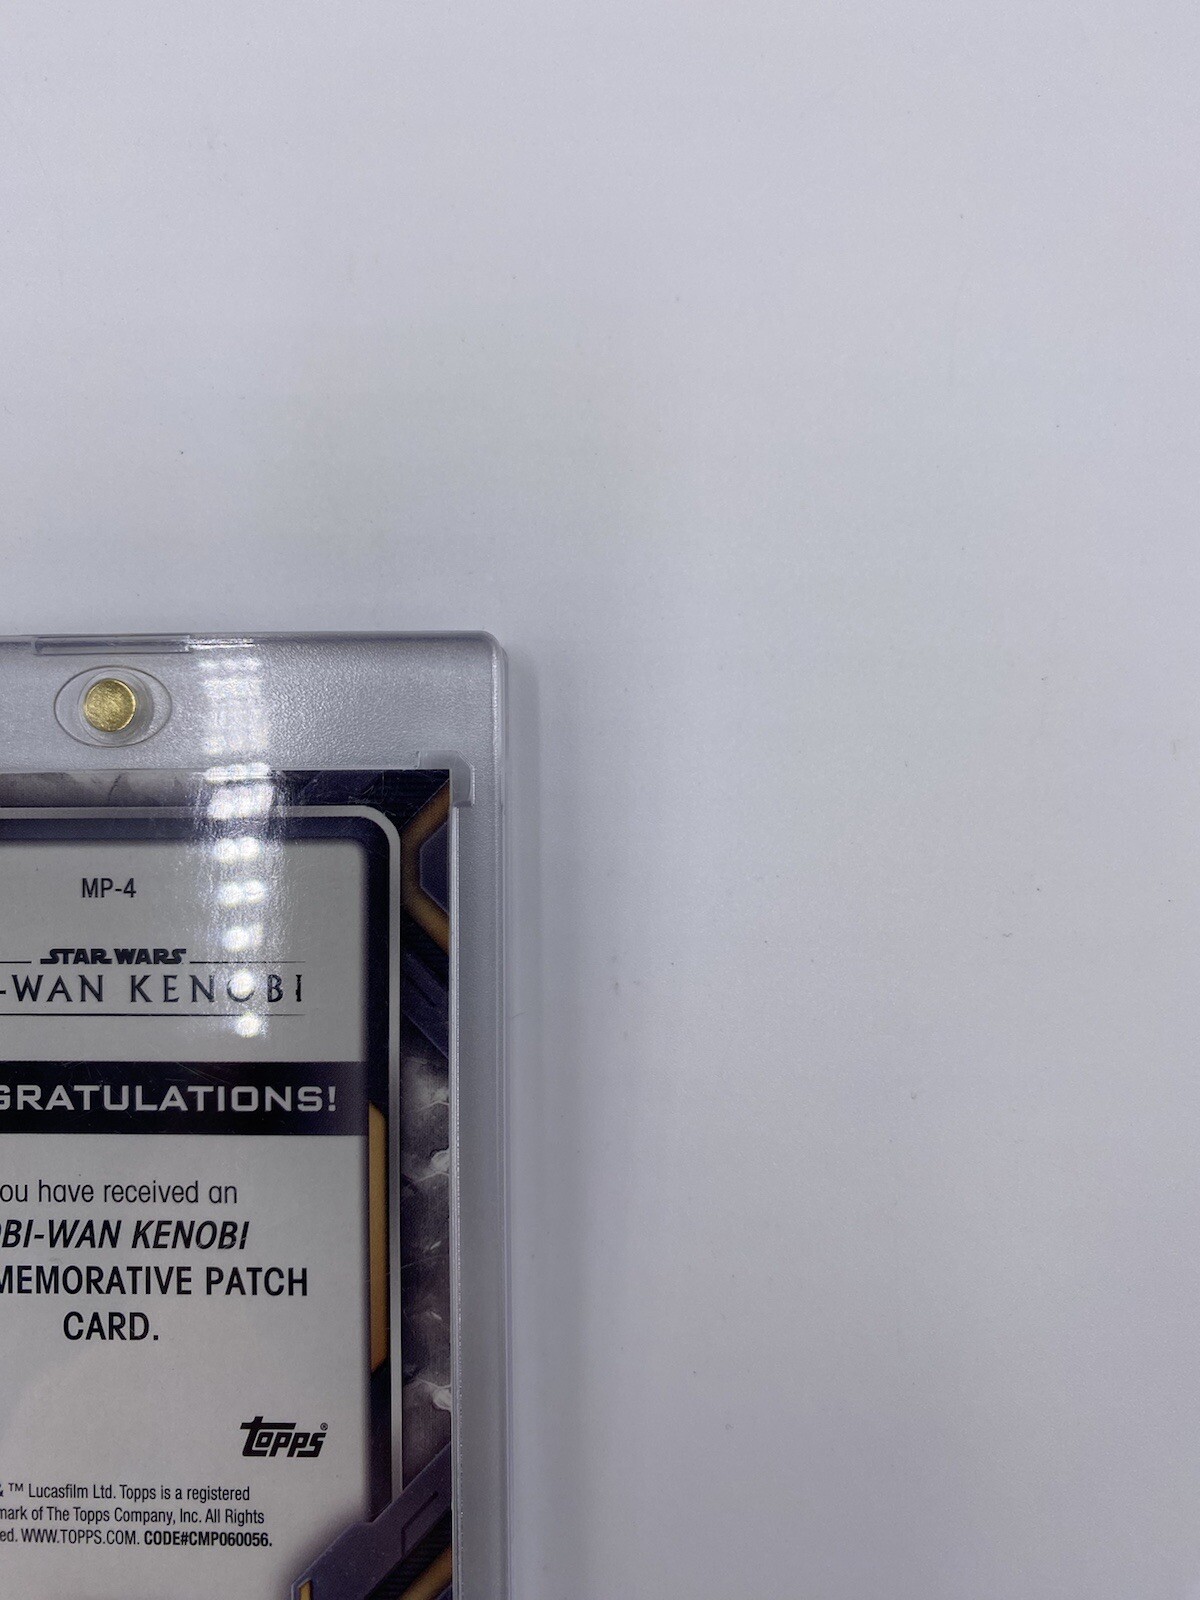 MP-4
STAR WARS
-WAN KENOBI
GRATULATIONS!
ou have received an
OBI-WAN KENOBI
MEMORATIVE PATCH
CARD.
Topps®
& ™ Lucasfilm Ltd. Topps is a registered
mark of The Topps Company, Inc. All Rights
ed. WWW.TOPPS.COM. CODE#CMP060056.